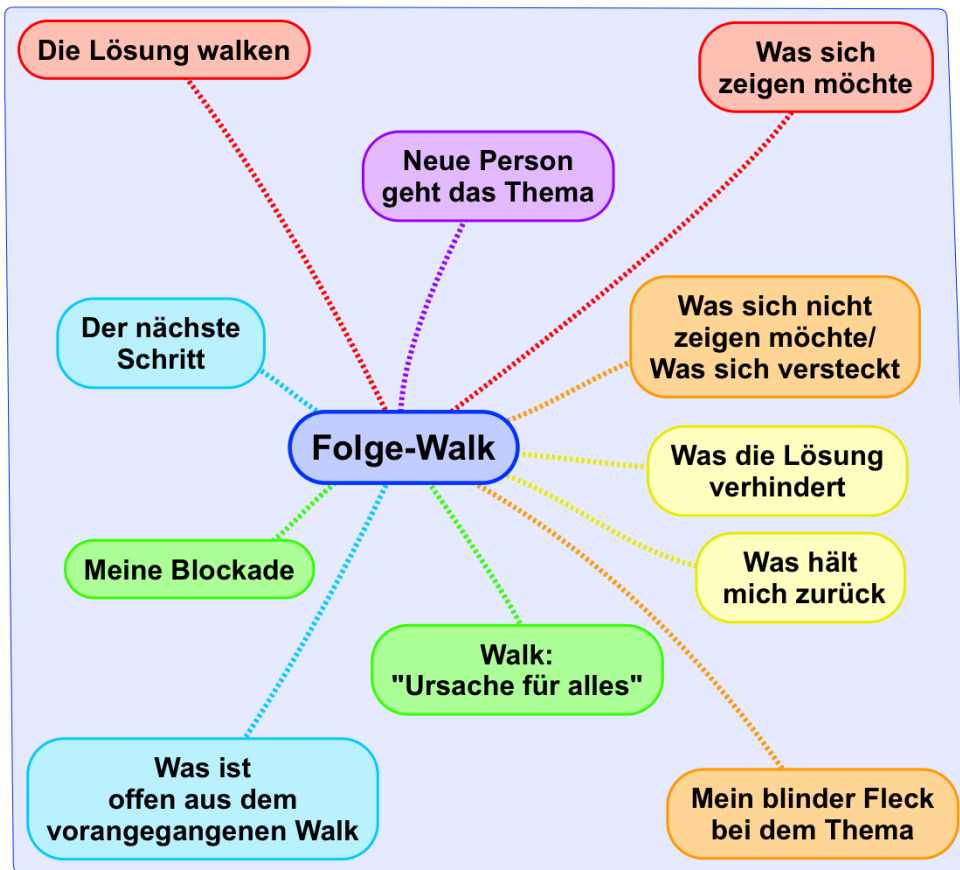 Die Lösung walken
Was sich
zeigen möchte
Neue Person
geht das Thema
Der nächste
Schritt
Was sich nicht
zeigen möchte/
Was sich versteckt
Folge-Walk
Was die Lösung
verhindert
Meine Blockade
Was hält
mich zurück
Walk:
"Ursache für alles"
Was ist
offen aus dem
vorangegangenen Walk
Mein blinder Fleck
bei dem Thema